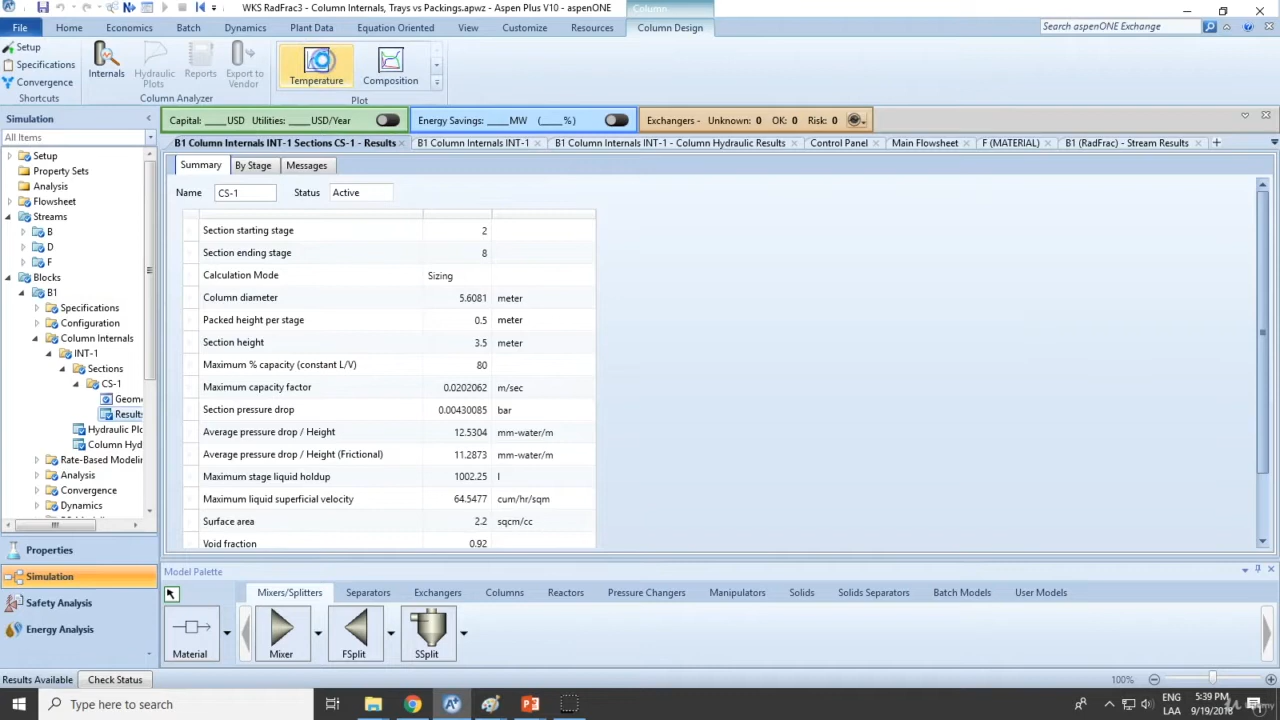 WKS RadFrac3 - Column Internals, Trays vs Packings.apwz - Aspen Plus V10 - aspenONE
Column
File Home Economics Batch Dynamics Plant Data Equation Oriented View Customize Resources Column Design Search aspenONE Exchange
Setup
Specifications
Convergence
Shortcuts
Internals
Hydraulic Plots
Reports
Export to Vendor
Column Analyzer
Temperature
Composition
Plot
Simulation
All Items
Capital: ____USD Utilities: ____USD/Year
Energy Savings: ____MW (____%)
Exchangers - Unknown: 0 OK: 0 Risk: 0
B1 Column Internals INT-1 Sections CS-1 - Results
B1 Column Internals INT-1
B1 Column Internals INT-1 - Column Hydraulic Results
Control Panel
Main Flowsheet
F (MATERIAL)
B1 (RadFrac) - Stream Results
Setup
Property Sets
Analysis
Flowsheet
Streams
B
D
F
Blocks
B1
Specifications
Configuration
Column Internals
INT-1
Sections
CS-1
Geom
Results
Hydraulic Plo
Column Hyd
Rate-Based Modelin
Analysis
Convergence
Dynamics
Properties
Simulation
Safety Analysis
Energy Analysis
Summary By Stage Messages
Name CS-1 Status Active
Section starting stage 2
Section ending stage 8
Calculation Mode Sizing
Column diameter 5.6081 meter
Packed height per stage 0.5 meter
Section height 3.5 meter
Maximum % capacity (constant L/V) 80
Maximum capacity factor 0.0202062 m/sec
Section pressure drop 0.00430085 bar
Average pressure drop / Height 12.5304 mm-water/m
Average pressure drop / Height (Frictional) 11.2873 mm-water/m
Maximum stage liquid holdup 1002.25 l
Maximum liquid superficial velocity 64.5477 cum/hr/sqm
Surface area 2.2 sqcm/cc
Void fraction 0.92
Model Palette
Mixers/Splitters Separators Exchangers Columns Reactors Pressure Changers Manipulators Solids Solids Separators Batch Models User Models
Material
Mixer
FSplit
SSplit
Results Available Check Status
100%
Type here to search
ENG
LAA
5:39 PM